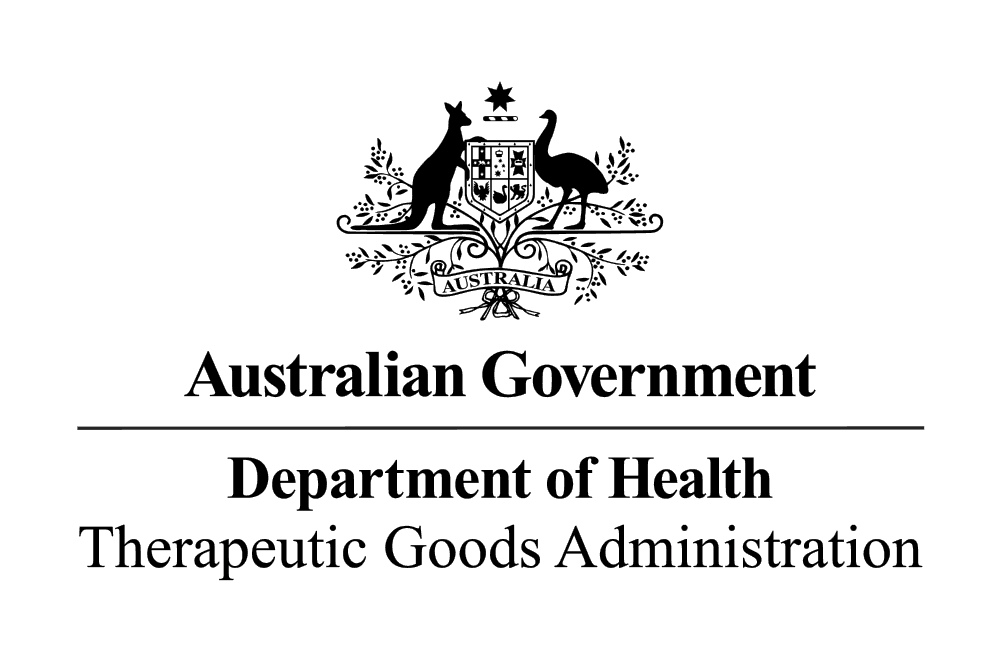 AUSTRALIA
Australian Government
Department of Health
Therapeutic Goods Administration